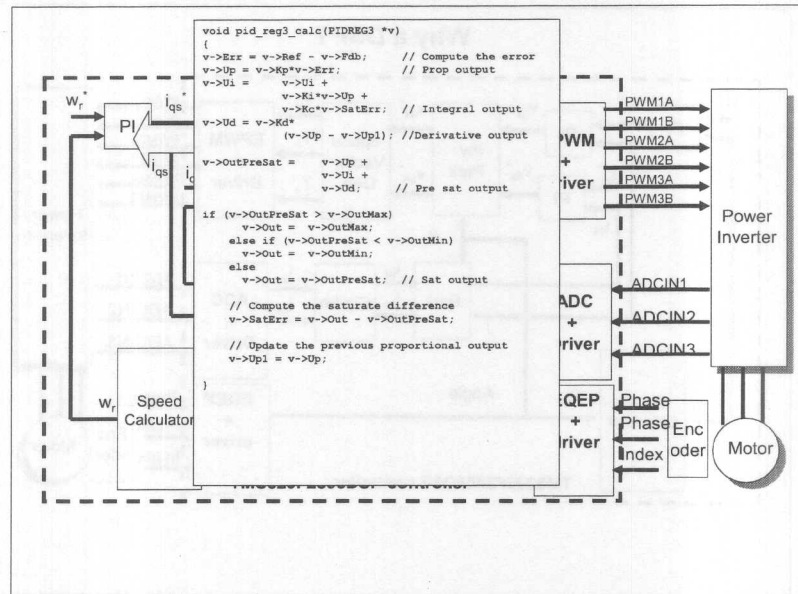 void pid_reg3_calc(PIDREG3 *v)
{
v->Err = v->Ref - v->Fdb; // Compute the error
v->Up = v->Kp*v->Err; // Prop output
v->Ui = v->Ui +
v->Ki*v->Up +
v->Kc*v->SatErr; // Integral output
v->Ud = v->Kd*
(v->Up - v->Up1); //Derivative output
v->OutPreSat = v->Up +
v->Ui +
v->Ud; // Pre sat output
if (v->OutPreSat > v->OutMax)
v->Out = v->OutMax;
else if (v->OutPreSat < v->OutMin)
v->Out = v->OutMin;
else
v->Out = v->OutPreSat; // Sat output
// Compute the saturate difference
v->SatErr = v->Out - v->OutPreSat;
// Update the previous proportional output
v->Up1 = v->Up;
}
wr*
PI
iqs*
iqs
wr
Speed
Calculator
PWM
+
ADC
+
EQEP
+
PWM1A
PWM1B
PWM2A
PWM2B
PWM3A
PWM3B
ADCIN1
ADCIN2
ADCIN3
Phase
Phase
Index
Enc
oder
Power
Inverter
Motor